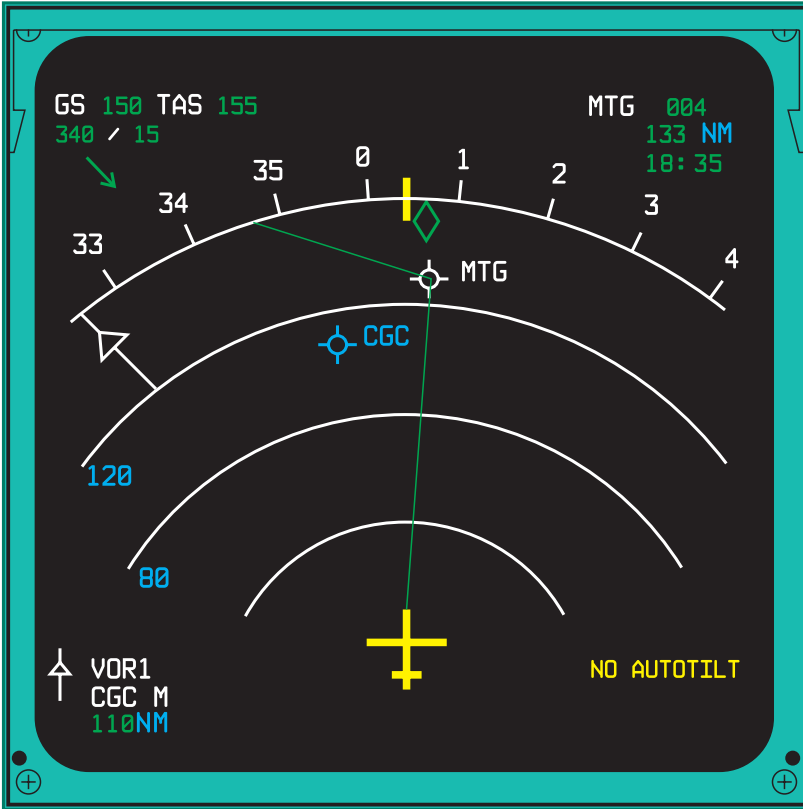 GS 150 TAS 155
340 / 15
MTG 004
133 NM
18:35
33 34 35 0 1 2 3 4
MTG
CGC
120
80
VOR1
CGC M
110NM
NO AUTOTILT